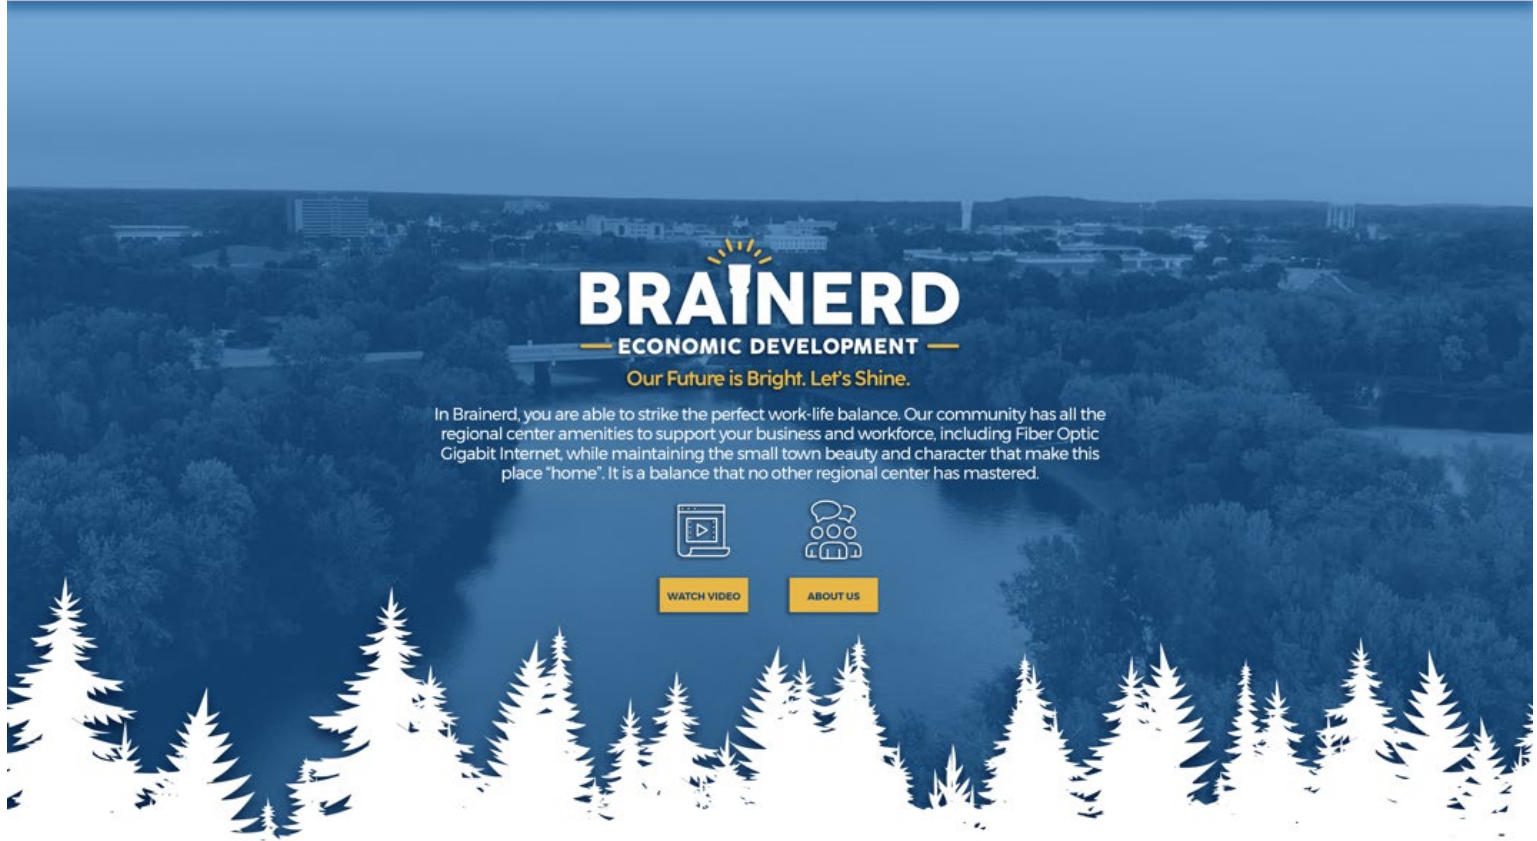 BRAINERD
ECONOMIC DEVELOPMENT
Our Future is Bright. Let's Shine.
In Brainerd, you are able to strike the perfect work-life balance. Our community has all the
regional center amenities to support your business and workforce, including Fiber Optic
Gigabit Internet, while maintaining the small town beauty and character that make this
place “home”. It is a balance that no other regional center has mastered.
WATCH VIDEO
ABOUT US